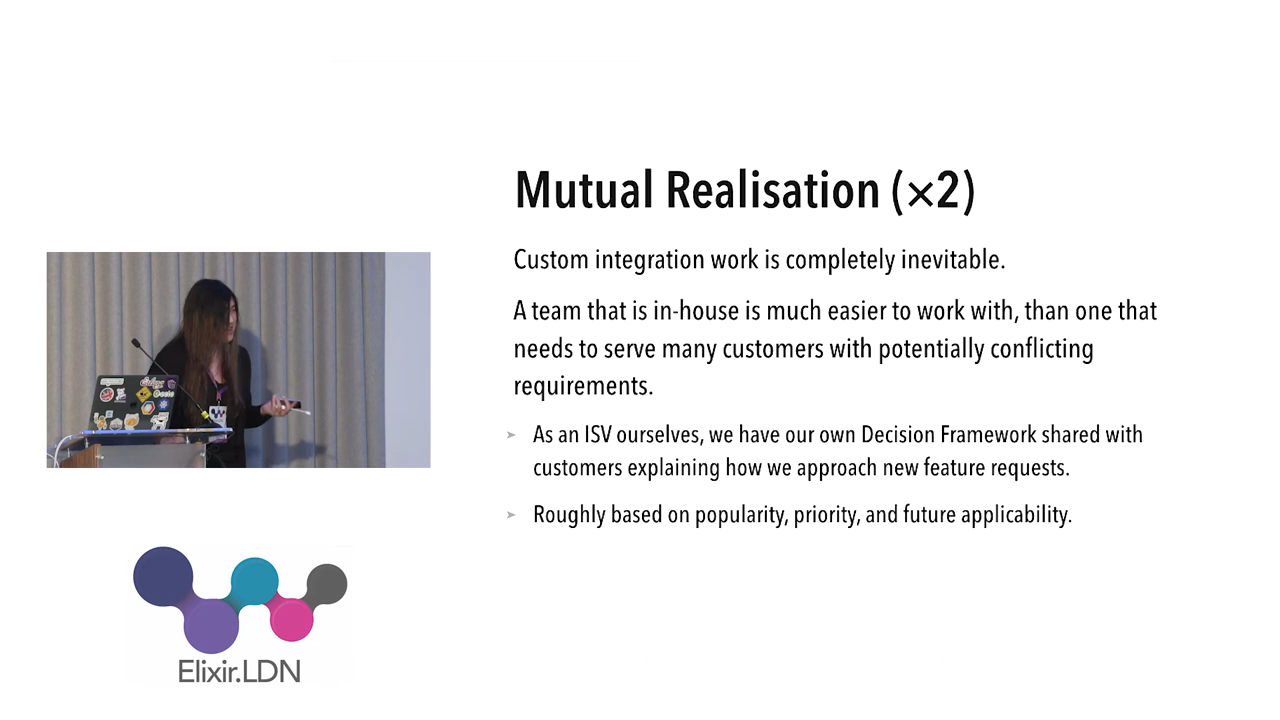 Mutual Realisation (×2)
Custom integration work is completely inevitable.
A team that is in-house is much easier to work with, than one that
needs to serve many customers with potentially conflicting
requirements.
➤ As an ISV ourselves, we have our own Decision Framework shared with
customers explaining how we approach new feature requests.
➤ Roughly based on popularity, priority, and future applicability.
Elixir.LDN